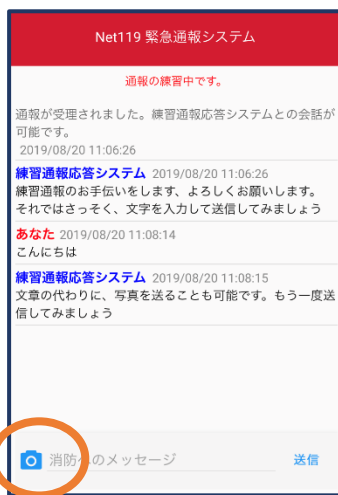 Net119 緊急通報システム
通報の練習中です。
通報が受理されました。練習通報応答システムとの会話が
可能です。
2019/08/20 11:06:26
練習通報応答システム 2019/08/20 11:06:26
練習通報のお手伝いをします、よろしくお願いします。
それではさっそく、文字を入力して送信してみましょう
あなた 2019/08/20 11:08:14
こんにちは
練習通報応答システム 2019/08/20 11:08:15
文章の代わりに、写真を送ることも可能です。もう一度送
信してみましょう
消防へのメッセージ 送信